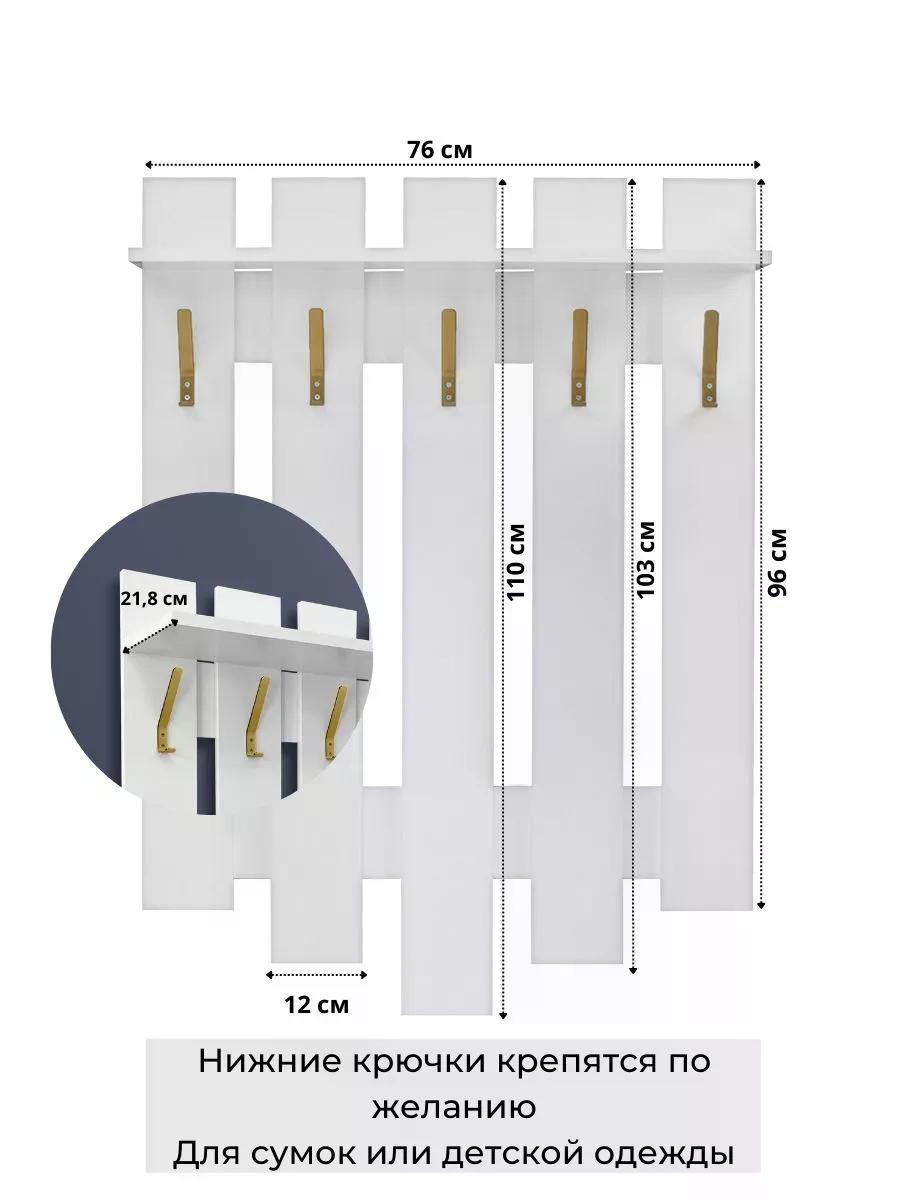 76 см
110 см
103 см
96 см
21,8 см
12 см
Нижние крючки крепятся по
желанию
Для сумок или детской одежды